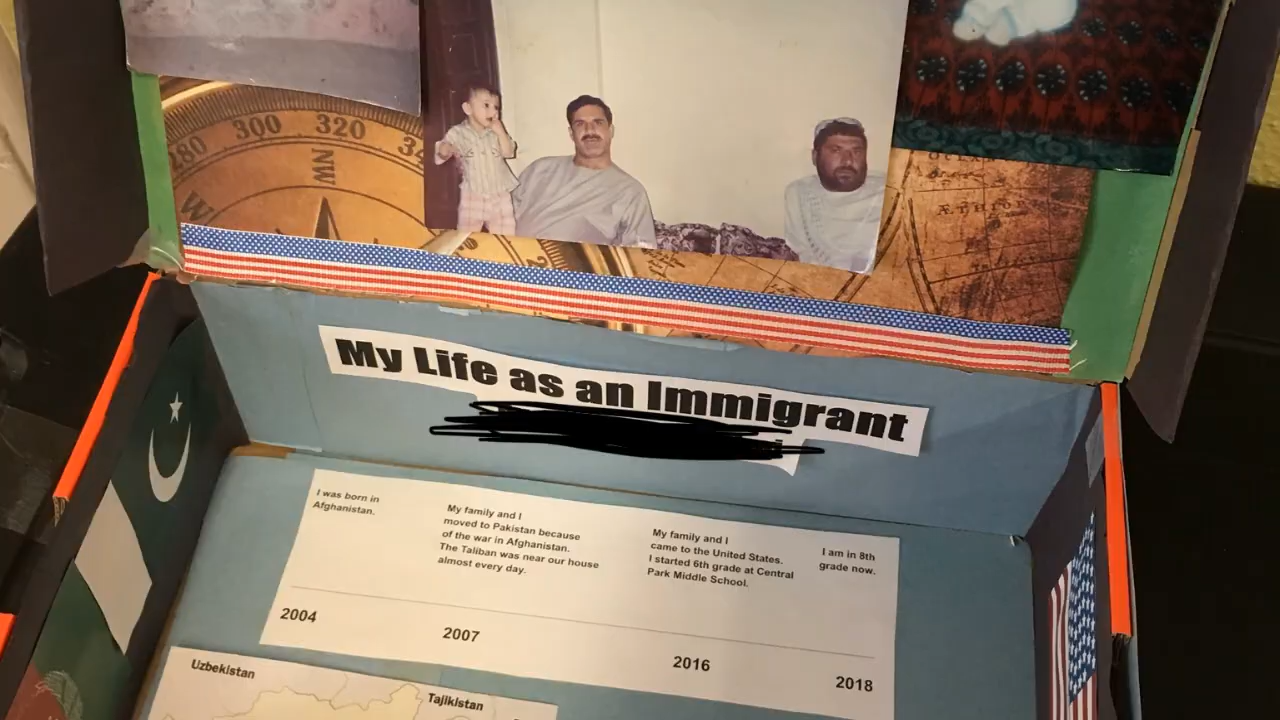 280
300
320
34
NW
W
ÆTHIOP
My Life as an Immigrant
I was born in
Afghanistan.
My family and I
moved to Pakistan because
of the war in Afghanistan.
The Taliban was near our house
almost every day.
My family and I
came to the United States.
I started 6th grade at Central
Park Middle School.
I am in 8th
grade now.
2004
2007
2016
2018
Uzbekistan
Tajikistan